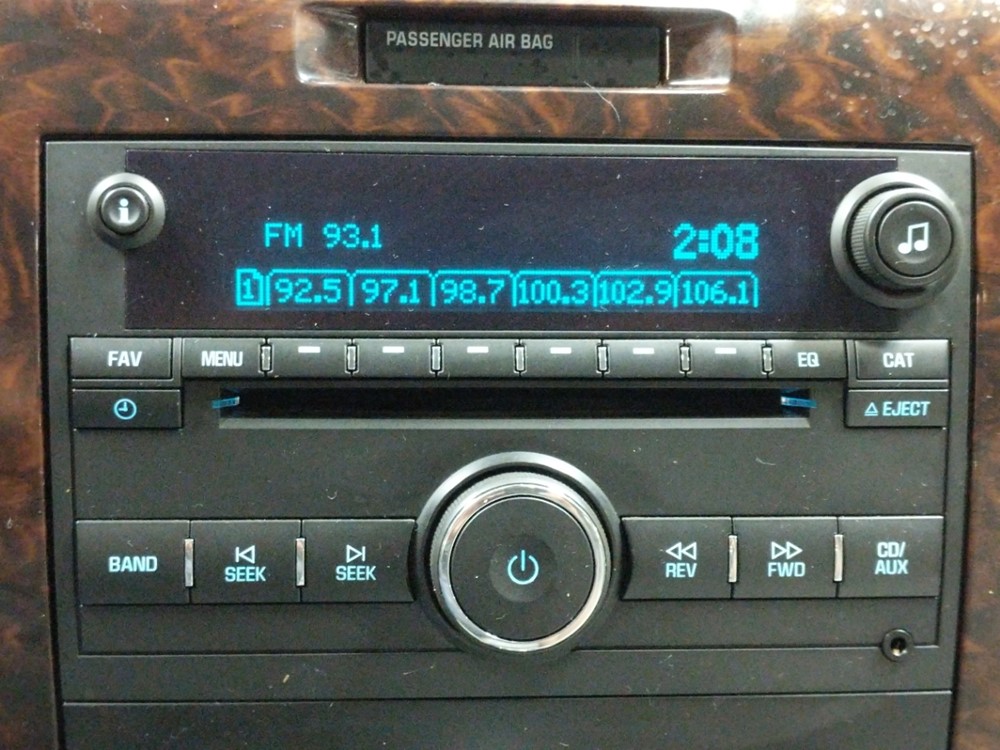 PASSENGER AIR BAG
i
FM 93.1 2:08
1 92.5 97.1 98.7 100.3 102.9 106.1
FAV MENU EQ CAT
EJECT
BAND SEEK SEEK REV FWD CD/
AUX